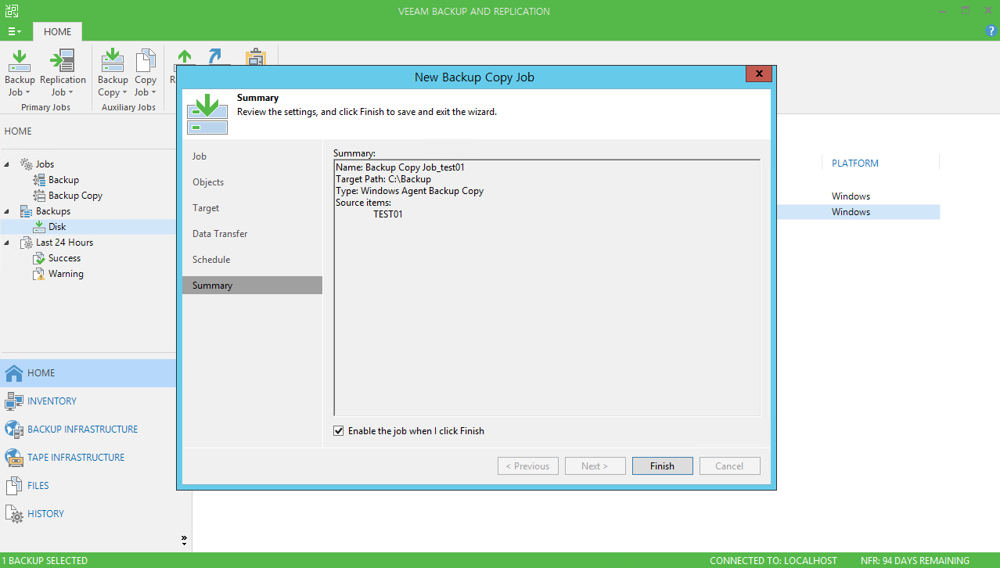 VEEAM BACKUP AND REPLICATION
HOME
?
Backup
Job
Replication
Job
Backup
Copy
Copy
Job
Primary Jobs
Auxiliary Jobs
HOME
Jobs
Backup
Backup Copy
Backups
Disk
Last 24 Hours
Success
Warning
HOME
INVENTORY
BACKUP INFRASTRUCTURE
TAPE INFRASTRUCTURE
FILES
HISTORY
New Backup Copy Job
Summary
Review the settings, and click Finish to save and exit the wizard.
Job
Objects
Target
Data Transfer
Schedule
Summary
Summary:
Name: Backup Copy Job_test01
Target Path: C:\Backup
Type: Windows Agent Backup Copy
Source items:
TEST01
Enable the job when I click Finish
< Previous
Next >
Finish
Cancel
PLATFORM
Windows
Windows
1 BACKUP SELECTED
CONNECTED TO: LOCALHOST
NFR: 94 DAYS REMAINING